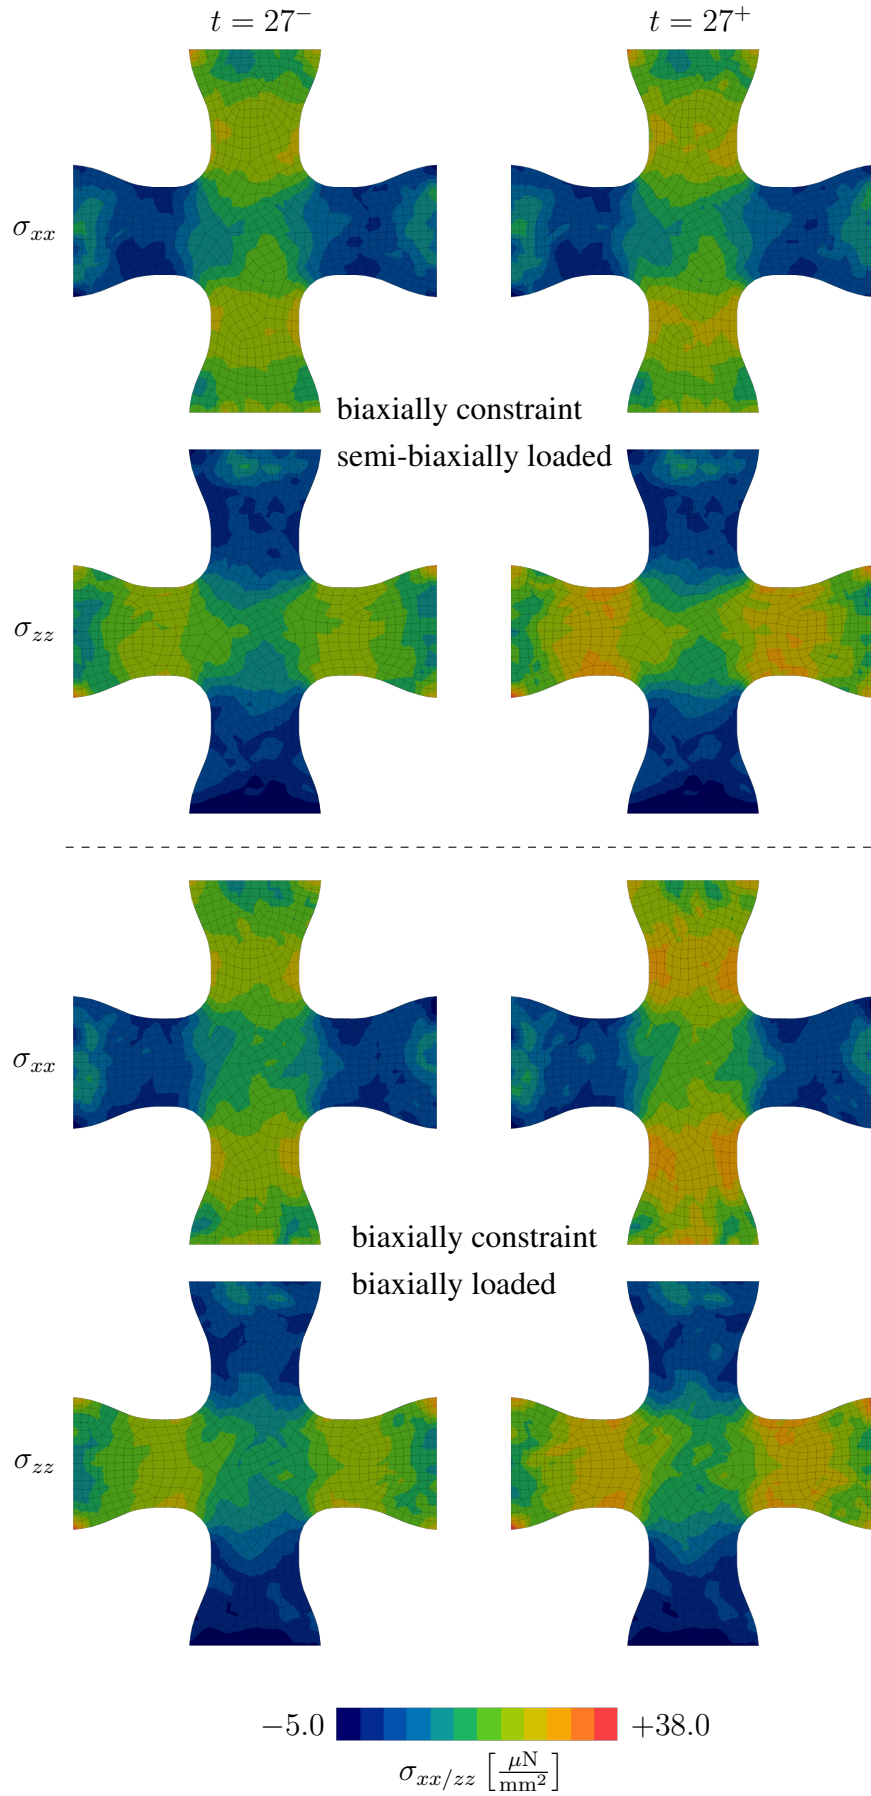 t = 27⁻ t = 27⁺
σ_xx
biaxially constraint
semi-biaxially loaded
σ_zz
σ_xx
biaxially constraint
biaxially loaded
σ_zz
−5.0 +38.0
σ_xx/zz [μN/mm²]